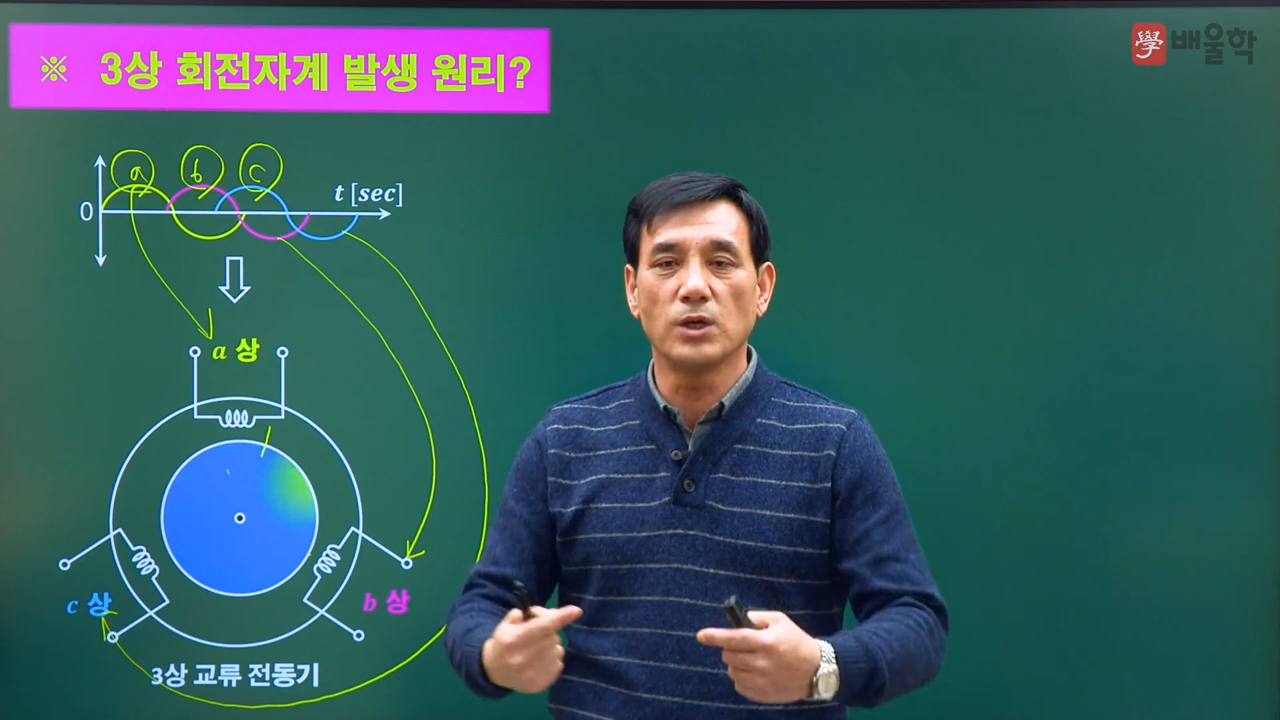 ※ 3상 회전자계 발생 원리?
學 배울학
a b c
t [sec]
0
a 상
c 상
b 상
3상 교류 전동기